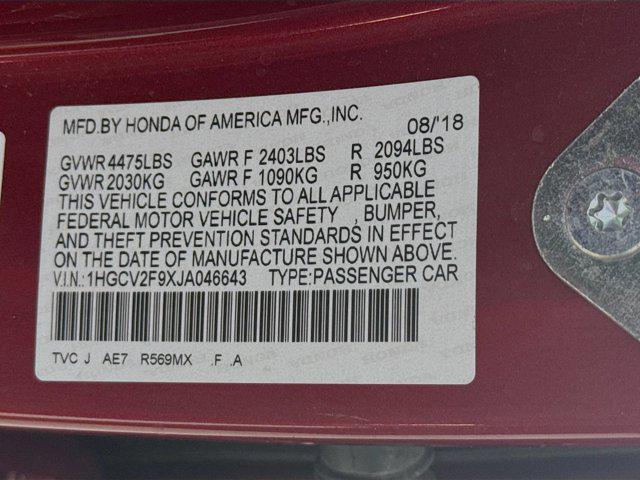 MFD.BY HONDA OF AMERICA MFG.,INC. 08/'18
GVWR 4475LBS GAWR F 2403LBS R 2094LBS
GVWR 2030KG GAWR F 1090KG R 950KG
THIS VEHICLE CONFORMS TO ALL APPLICABLE
FEDERAL MOTOR VEHICLE SAFETY , BUMPER,
AND THEFT PREVENTION STANDARDS IN EFFECT
ON THE DATE OF MANUFACTURE SHOWN ABOVE.
V.I.N.:1HGCV2F9XJA046643 TYPE:PASSENGER CAR
TVC J AE7 R569MX .F .A